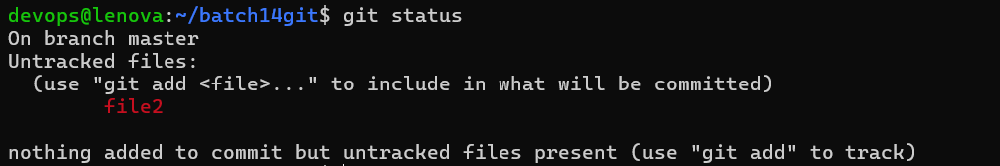 devops@lenova:~/batch14git$ git status
On branch master
Untracked files:
  (use "git add <file>..." to include in what will be committed)
        file2

nothing added to commit but untracked files present (use "git add" to track)